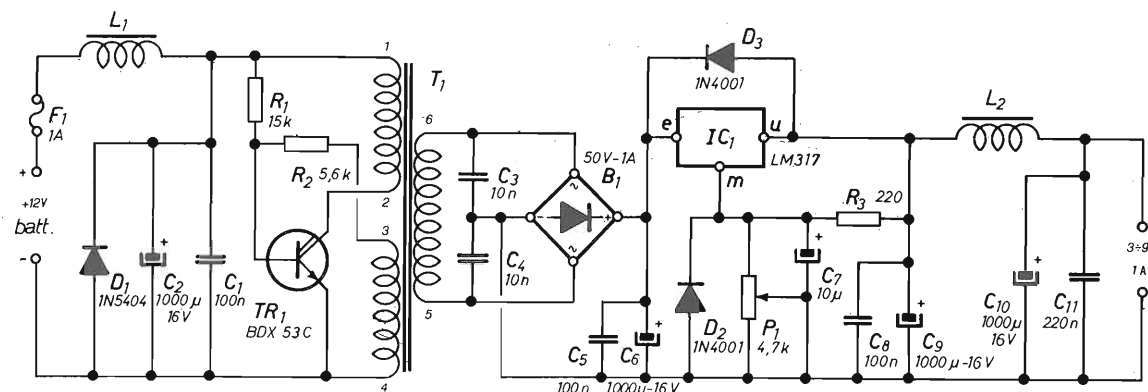 L1
F1
1A
+
+12V
batt.
-
D1
1N5404
+
C2
1000µ
16V
C1
100n
R1
15k
R2 5,6k
TR1
BDX 53C
1
2
3
4
T1
6
5
C3
10n
C4
10n
50V-1A
B1
~
-
+
~
D3
1N4001
e
IC1
u
LM317
m
R3 220
C5
100n
+
C6
1000µ-16V
D2
1N4001
P1
4,7k
+
C7
10µ
C8
100n
+
C9
1000µ-16V
L2
+
C10
1000µ
16V
C11
220n
3÷9
1A